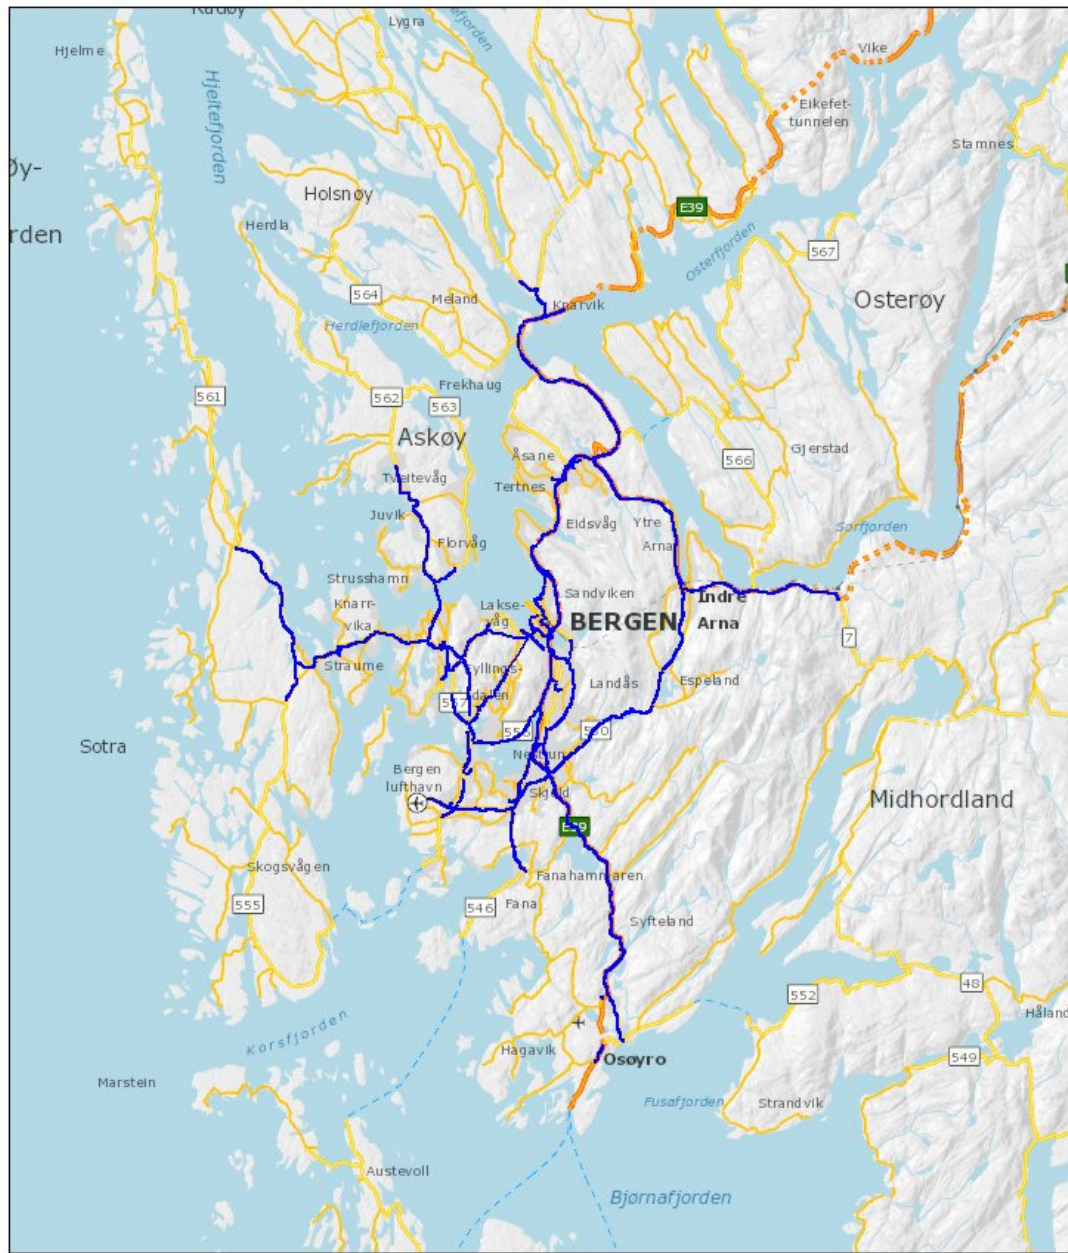 Radøy
Lygra
Hjelme
Vike
Hjeltefjorden
Eikefet-
tunnelen
Stamnes
Øy-
rden
Holsnøy
Herdla
E39
Osterfjorden
567
564
Meland
Knarvik
Osterøy
Herdlefjorden
Frekhaug
561
562
563
Askøy
Åsane
Gjerstad
566
Tveitevåg
Tertnes
Juvik
Eidsvåg
Ytre
Arna
Sørfjorden
Florvåg
Strusshamn
Sandviken
Indre
Arna
Knarr-
vika
Lakse-
våg
BERGEN
7
Straume
Fyllings-
dalen
Landås
Espeland
557
555
580
Sotra
Nesttun
Bergen
lufthavn
Skjold
Midhordland
E39
Skogsvågen
Fanahammaren
555
546
Fana
Syfteland
48
552
Håland
Korsfjorden
Hagavik
Osøyro
549
Marstein
Fusafjorden
Strandvik
Austevoll
Bjørnafjorden